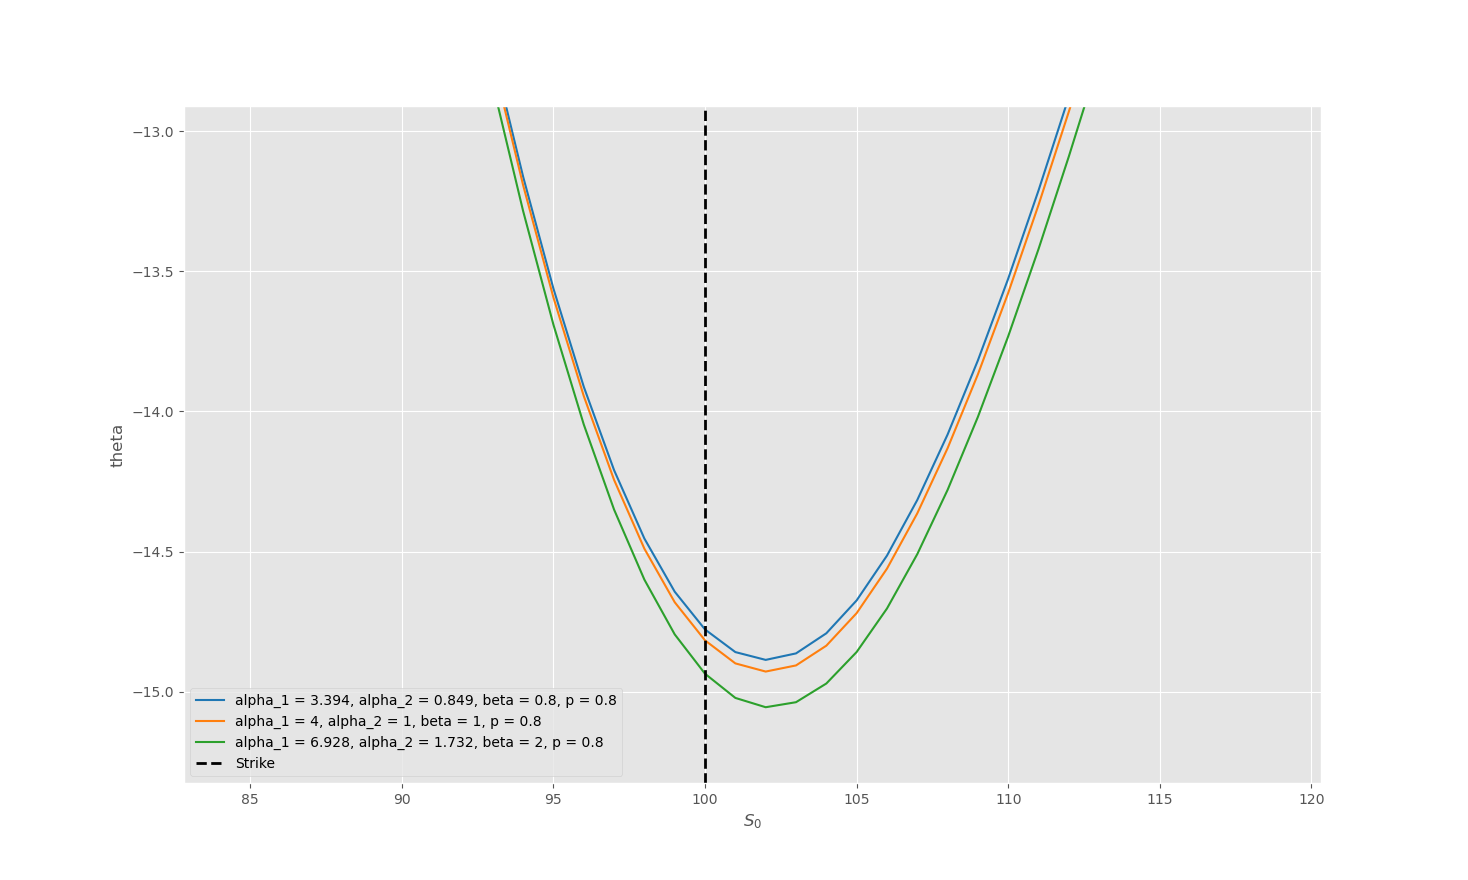 −13.0
−13.5
−14.0
−14.5
−15.0
theta
alpha_1 = 3.394, alpha_2 = 0.849, beta = 0.8, p = 0.8
alpha_1 = 4, alpha_2 = 1, beta = 1, p = 0.8
alpha_1 = 6.928, alpha_2 = 1.732, beta = 2, p = 0.8
Strike
85 90 95 100 105 110 115 120
S_0